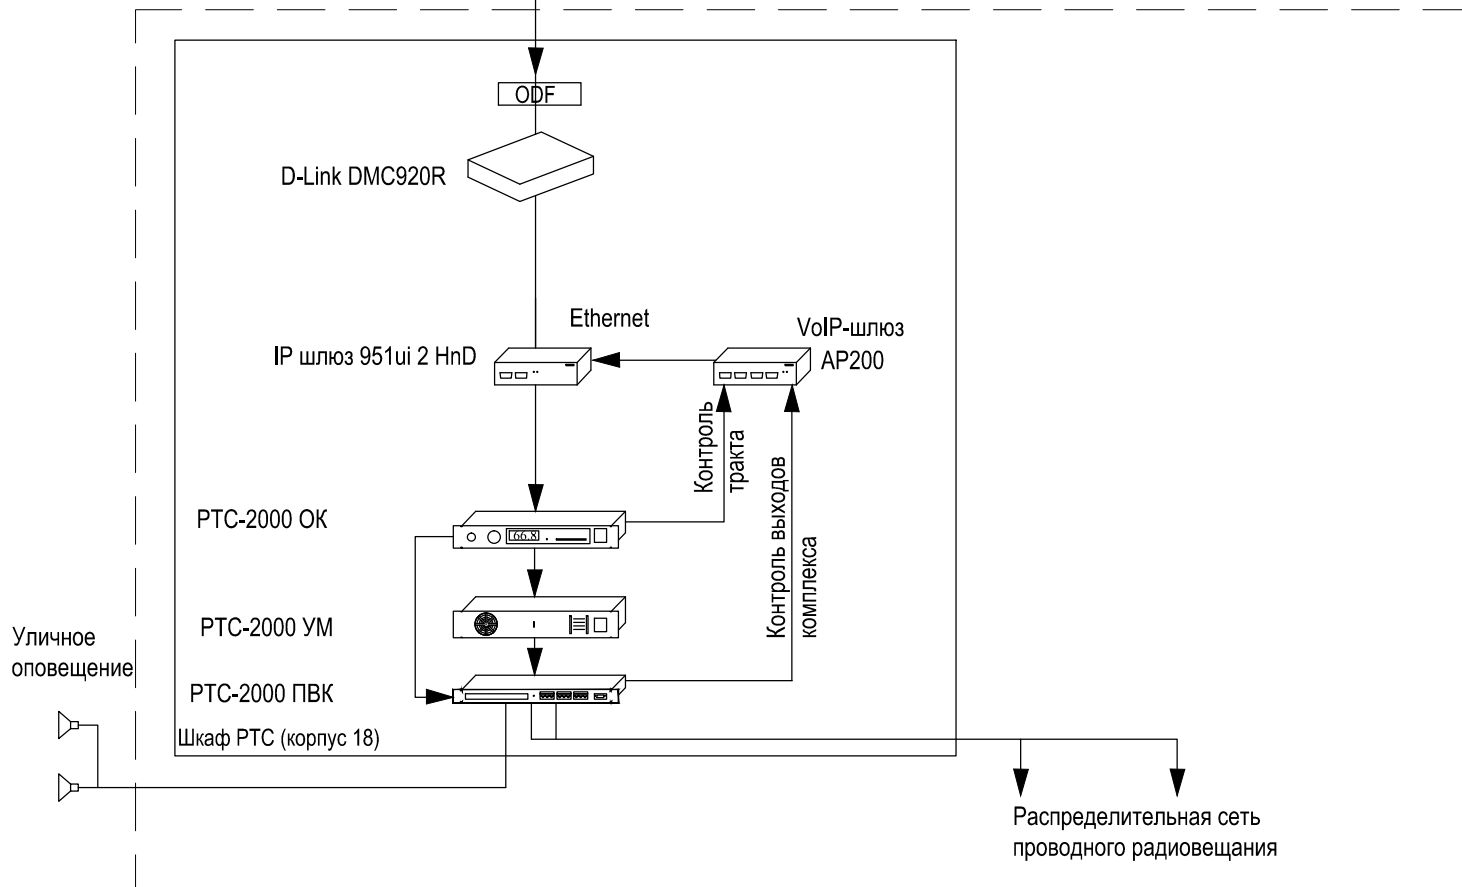 ODF
D-Link DMC920R
Ethernet
VoIP-шлюз
AP200
IP шлюз 951ui 2 HnD
Контроль
тракта
Контроль выходов
комплекса
РТС-2000 ОК
66.8
РТС-2000 УМ
Уличное
оповещение
РТС-2000 ПВК
Шкаф РТС (корпус 18)
Распределительная сеть
проводного радиовещания